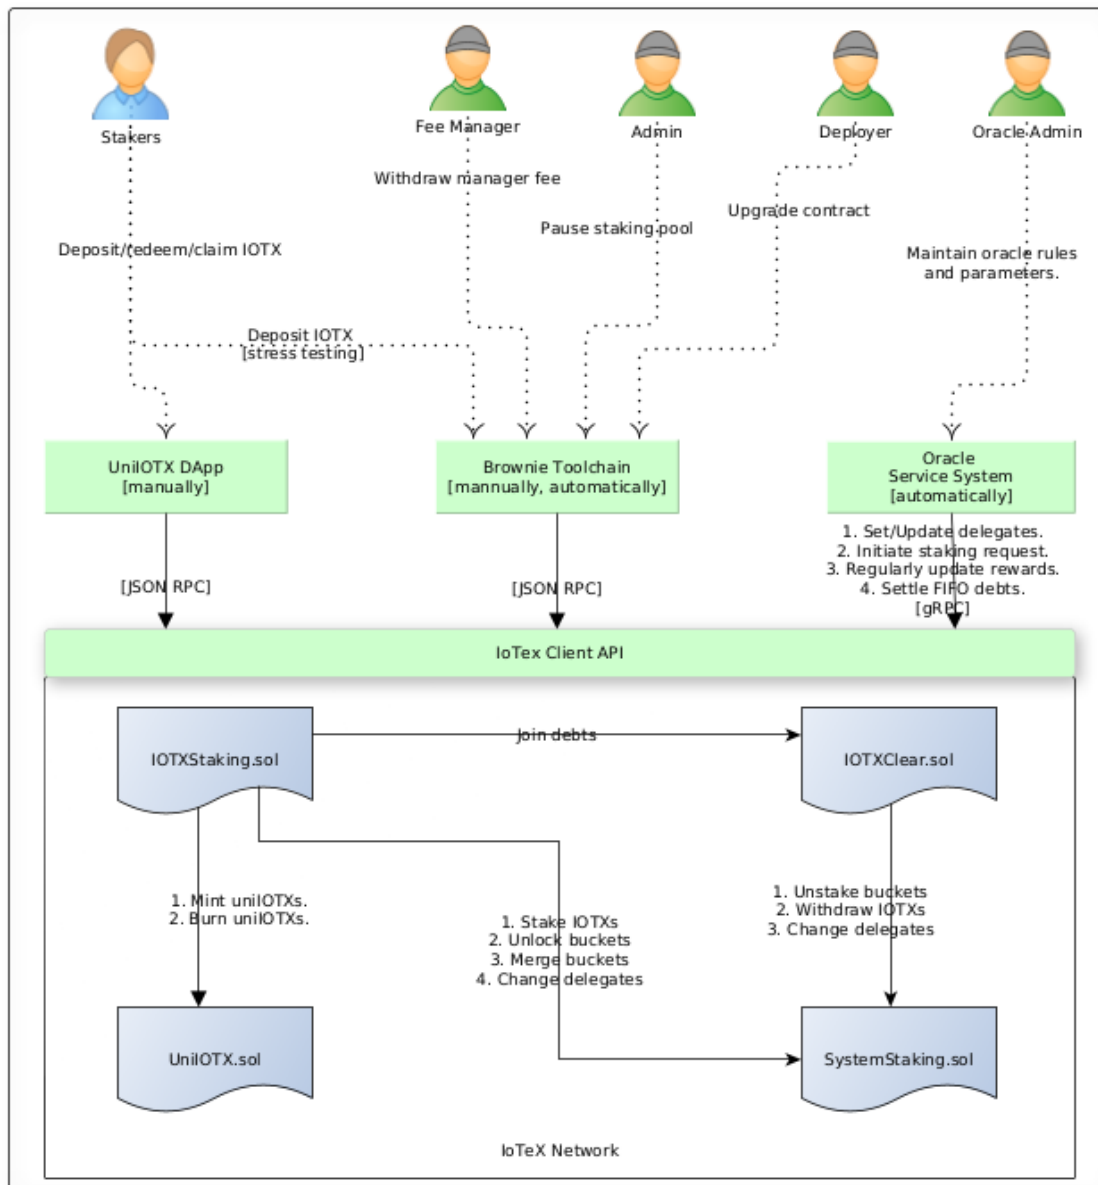 Stakers
Fee Manager
Admin
Deployer
Oracle Admin
Withdraw manager fee
Upgrade contract
Pause staking pool
Deposit/redeem/claim IOTX
Maintain oracle rules
and parameters.
Deposit IOTX
[stress testing]
UniIOTX DApp
[manually]
Brownie Toolchain
[mannually, automatically]
Oracle
Service System
[automatically]
1. Set/Update delegates.
2. Initiate staking request.
3. Regularly update rewards.
4. Settle FIFO debts.
[gRPC]
[JSON RPC]
[JSON RPC]
IoTex Client API
IOTXStaking.sol
Join debts
IOTXClear.sol
1. Mint uniIOTXs.
2. Burn uniIOTXs.
1. Stake IOTXs
2. Unlock buckets
3. Merge buckets
4. Change delegates
1. Unstake buckets
2. Withdraw IOTXs
3. Change delegates
UniIOTX.sol
SystemStaking.sol
IoTeX Network